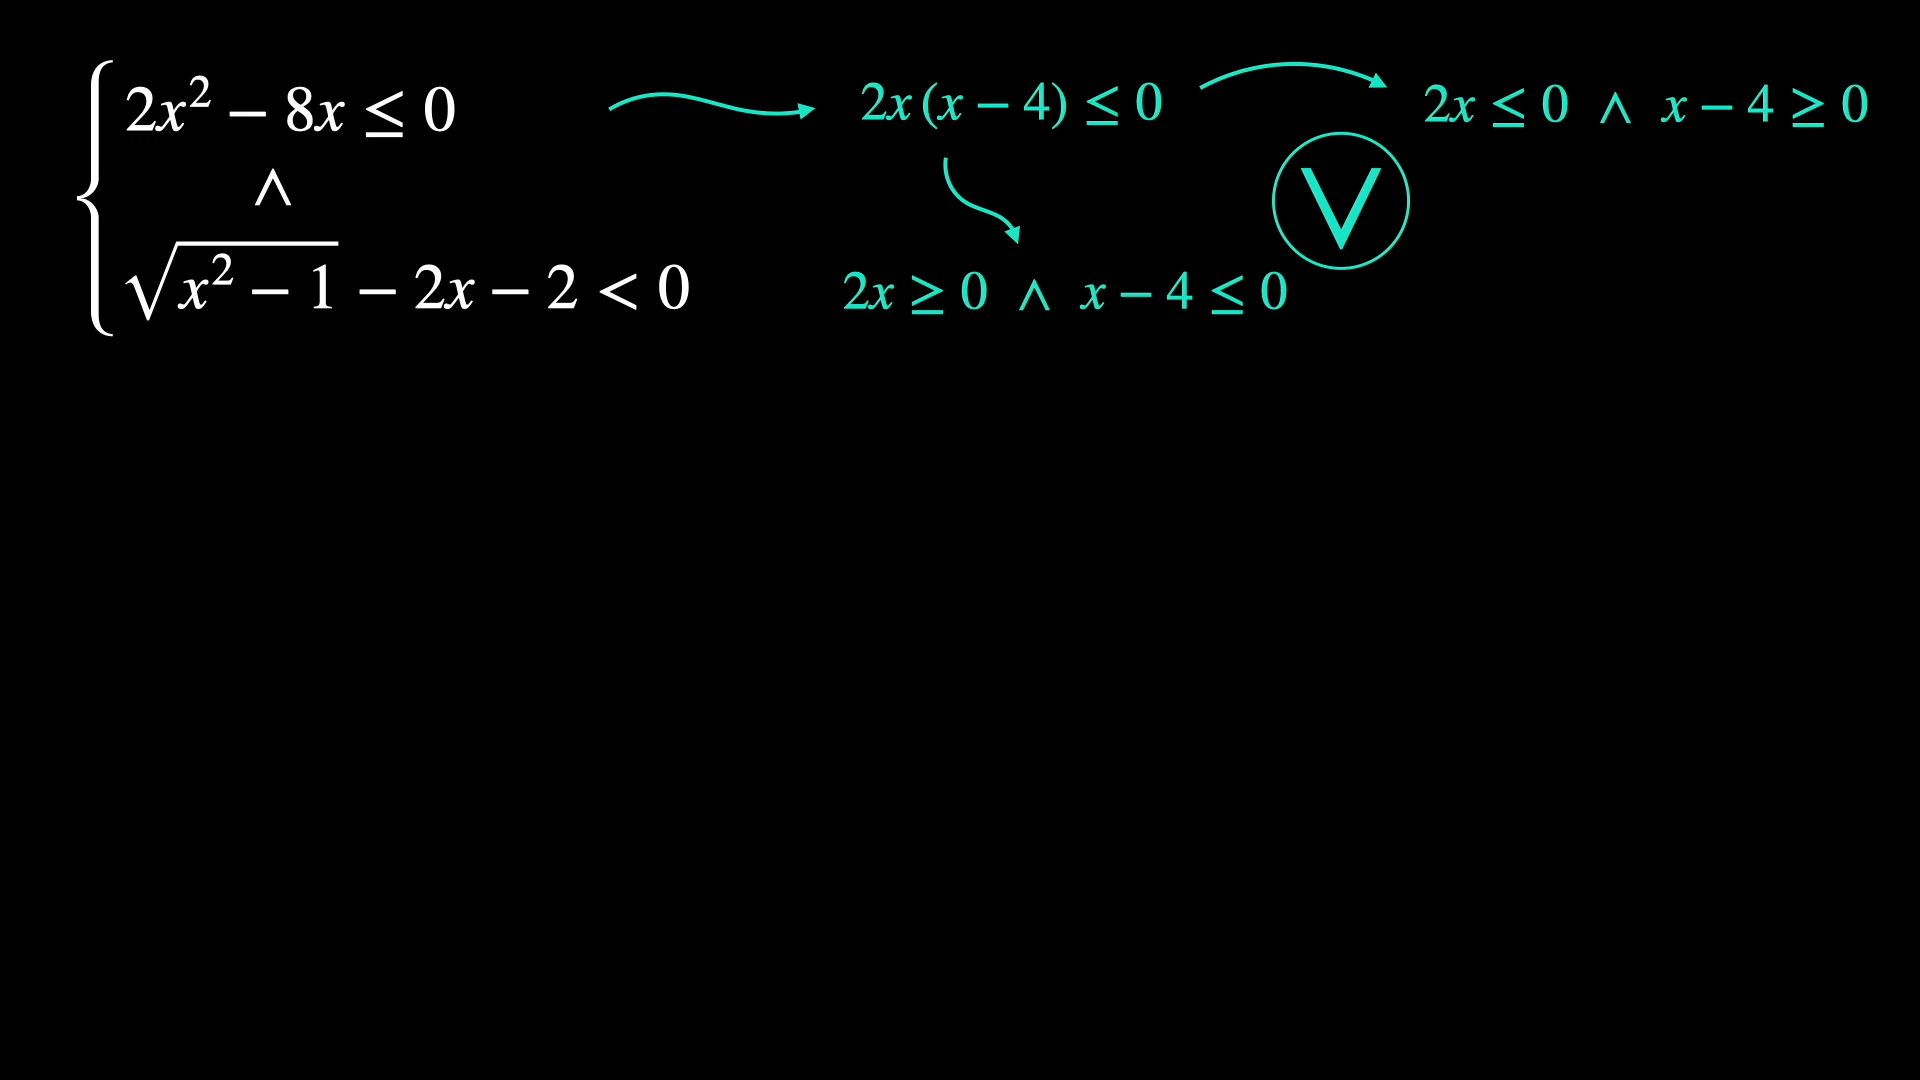 2x² − 8x ≤ 0
∧
√(x² − 1) − 2x − 2 < 0
2x(x − 4) ≤ 0
2x ≤ 0 ∧ x − 4 ≥ 0
∨
2x ≥ 0 ∧ x − 4 ≤ 0